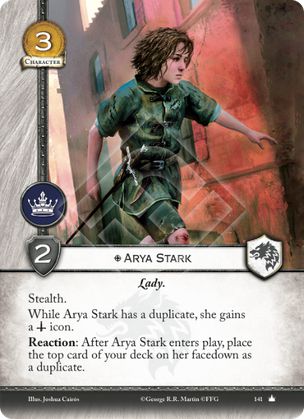 3
CHARACTER
2
Arya Stark
Lady.
Stealth.
While Arya Stark has a duplicate, she gains
a icon.
Reaction: After Arya Stark enters play, place
the top card of your deck on her facedown as
a duplicate.
Illus. Joshua Cairós ©George R.R. Martin ©FFG 141